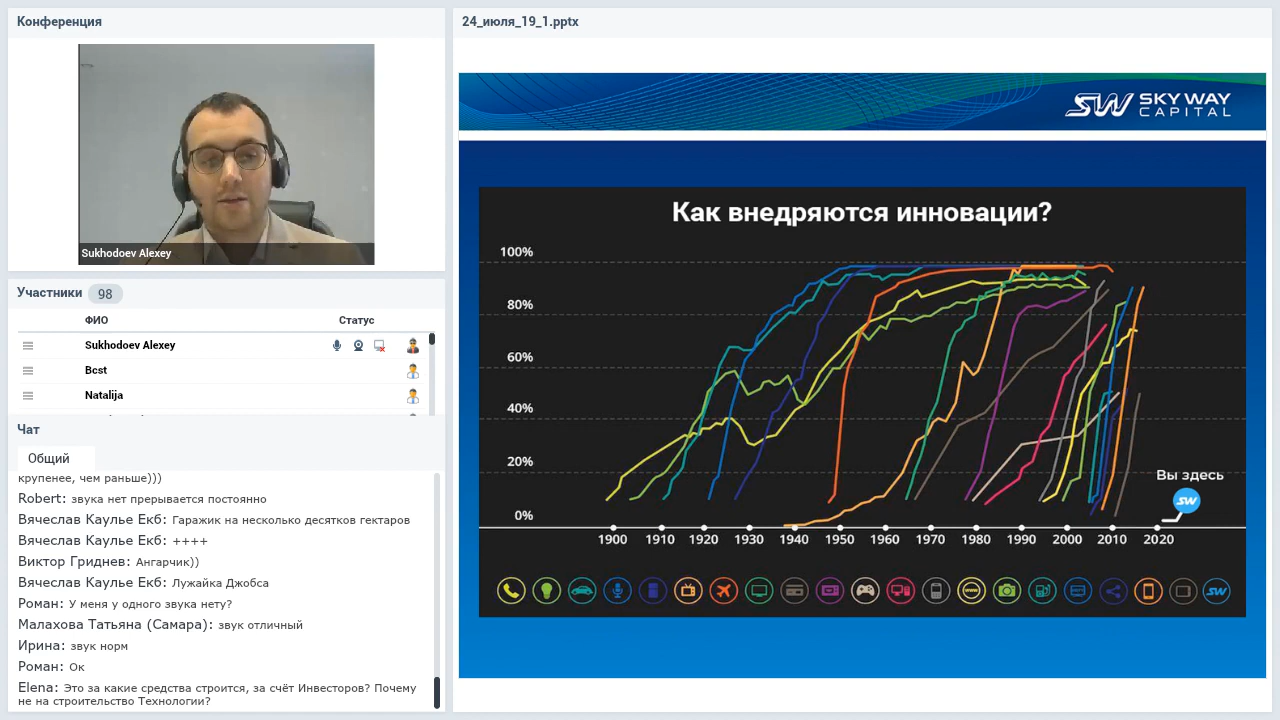 Конференция
Sukhodoev Alexey
Участники 98
ФИО Статус
Sukhodoev Alexey
Bcst
Natalija
Чат
Общий
крупенее, чем раньше)))
Robert: звука нет прерывается постоянно
Вячеслав Каулье Екб: Гаражик на несколько десятков гектаров
Вячеслав Каулье Екб: ++++
Виктор Гриднев: Ангарчик))
Вячеслав Каулье Екб: Лужайка Джобса
Роман: У меня у одного звука нету?
Малахова Татьяна (Самара): звук отличный
Ирина: звук норм
Роман: Ок
Elena: Это за какие средства строится, за счёт Инвесторов? Почему
не на строительство Технологии?
24_июля_19_1.pptx
SW SKY WAY
CAPITAL
Как внедряются инновации?
100%
80%
60%
40%
20%
0%
Вы здесь
SW
1900 1910 1920 1930 1940 1950 1960 1970 1980 1990 2000 2010 2020
WWW
SW